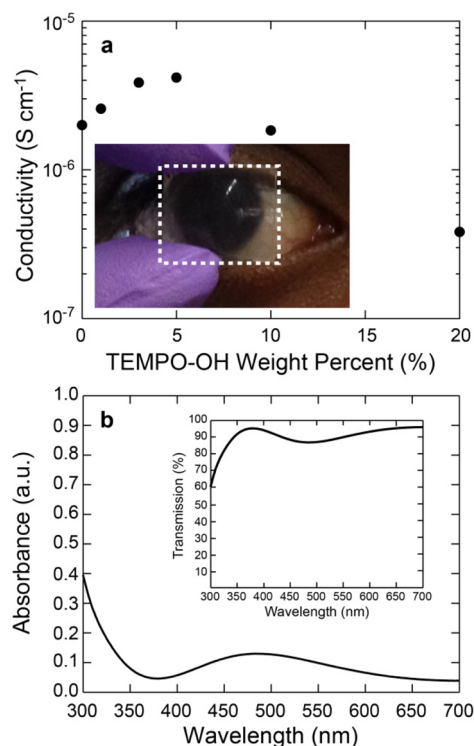 a
Conductivity (S cm⁻¹)
10⁻⁵
10⁻⁶
10⁻⁷
0 5 10 15 20
TEMPO-OH Weight Percent (%)
b
Absorbance (a.u.)
1.0
0.9
0.8
0.7
0.6
0.5
0.4
0.3
0.2
0.1
0.0
300 350 400 450 500 550 600 650 700
Wavelength (nm)
Transmission (%)
100
90
80
70
60
50
40
30
20
10
300 350 400 450 500 550 600 650 700
Wavelength (nm)